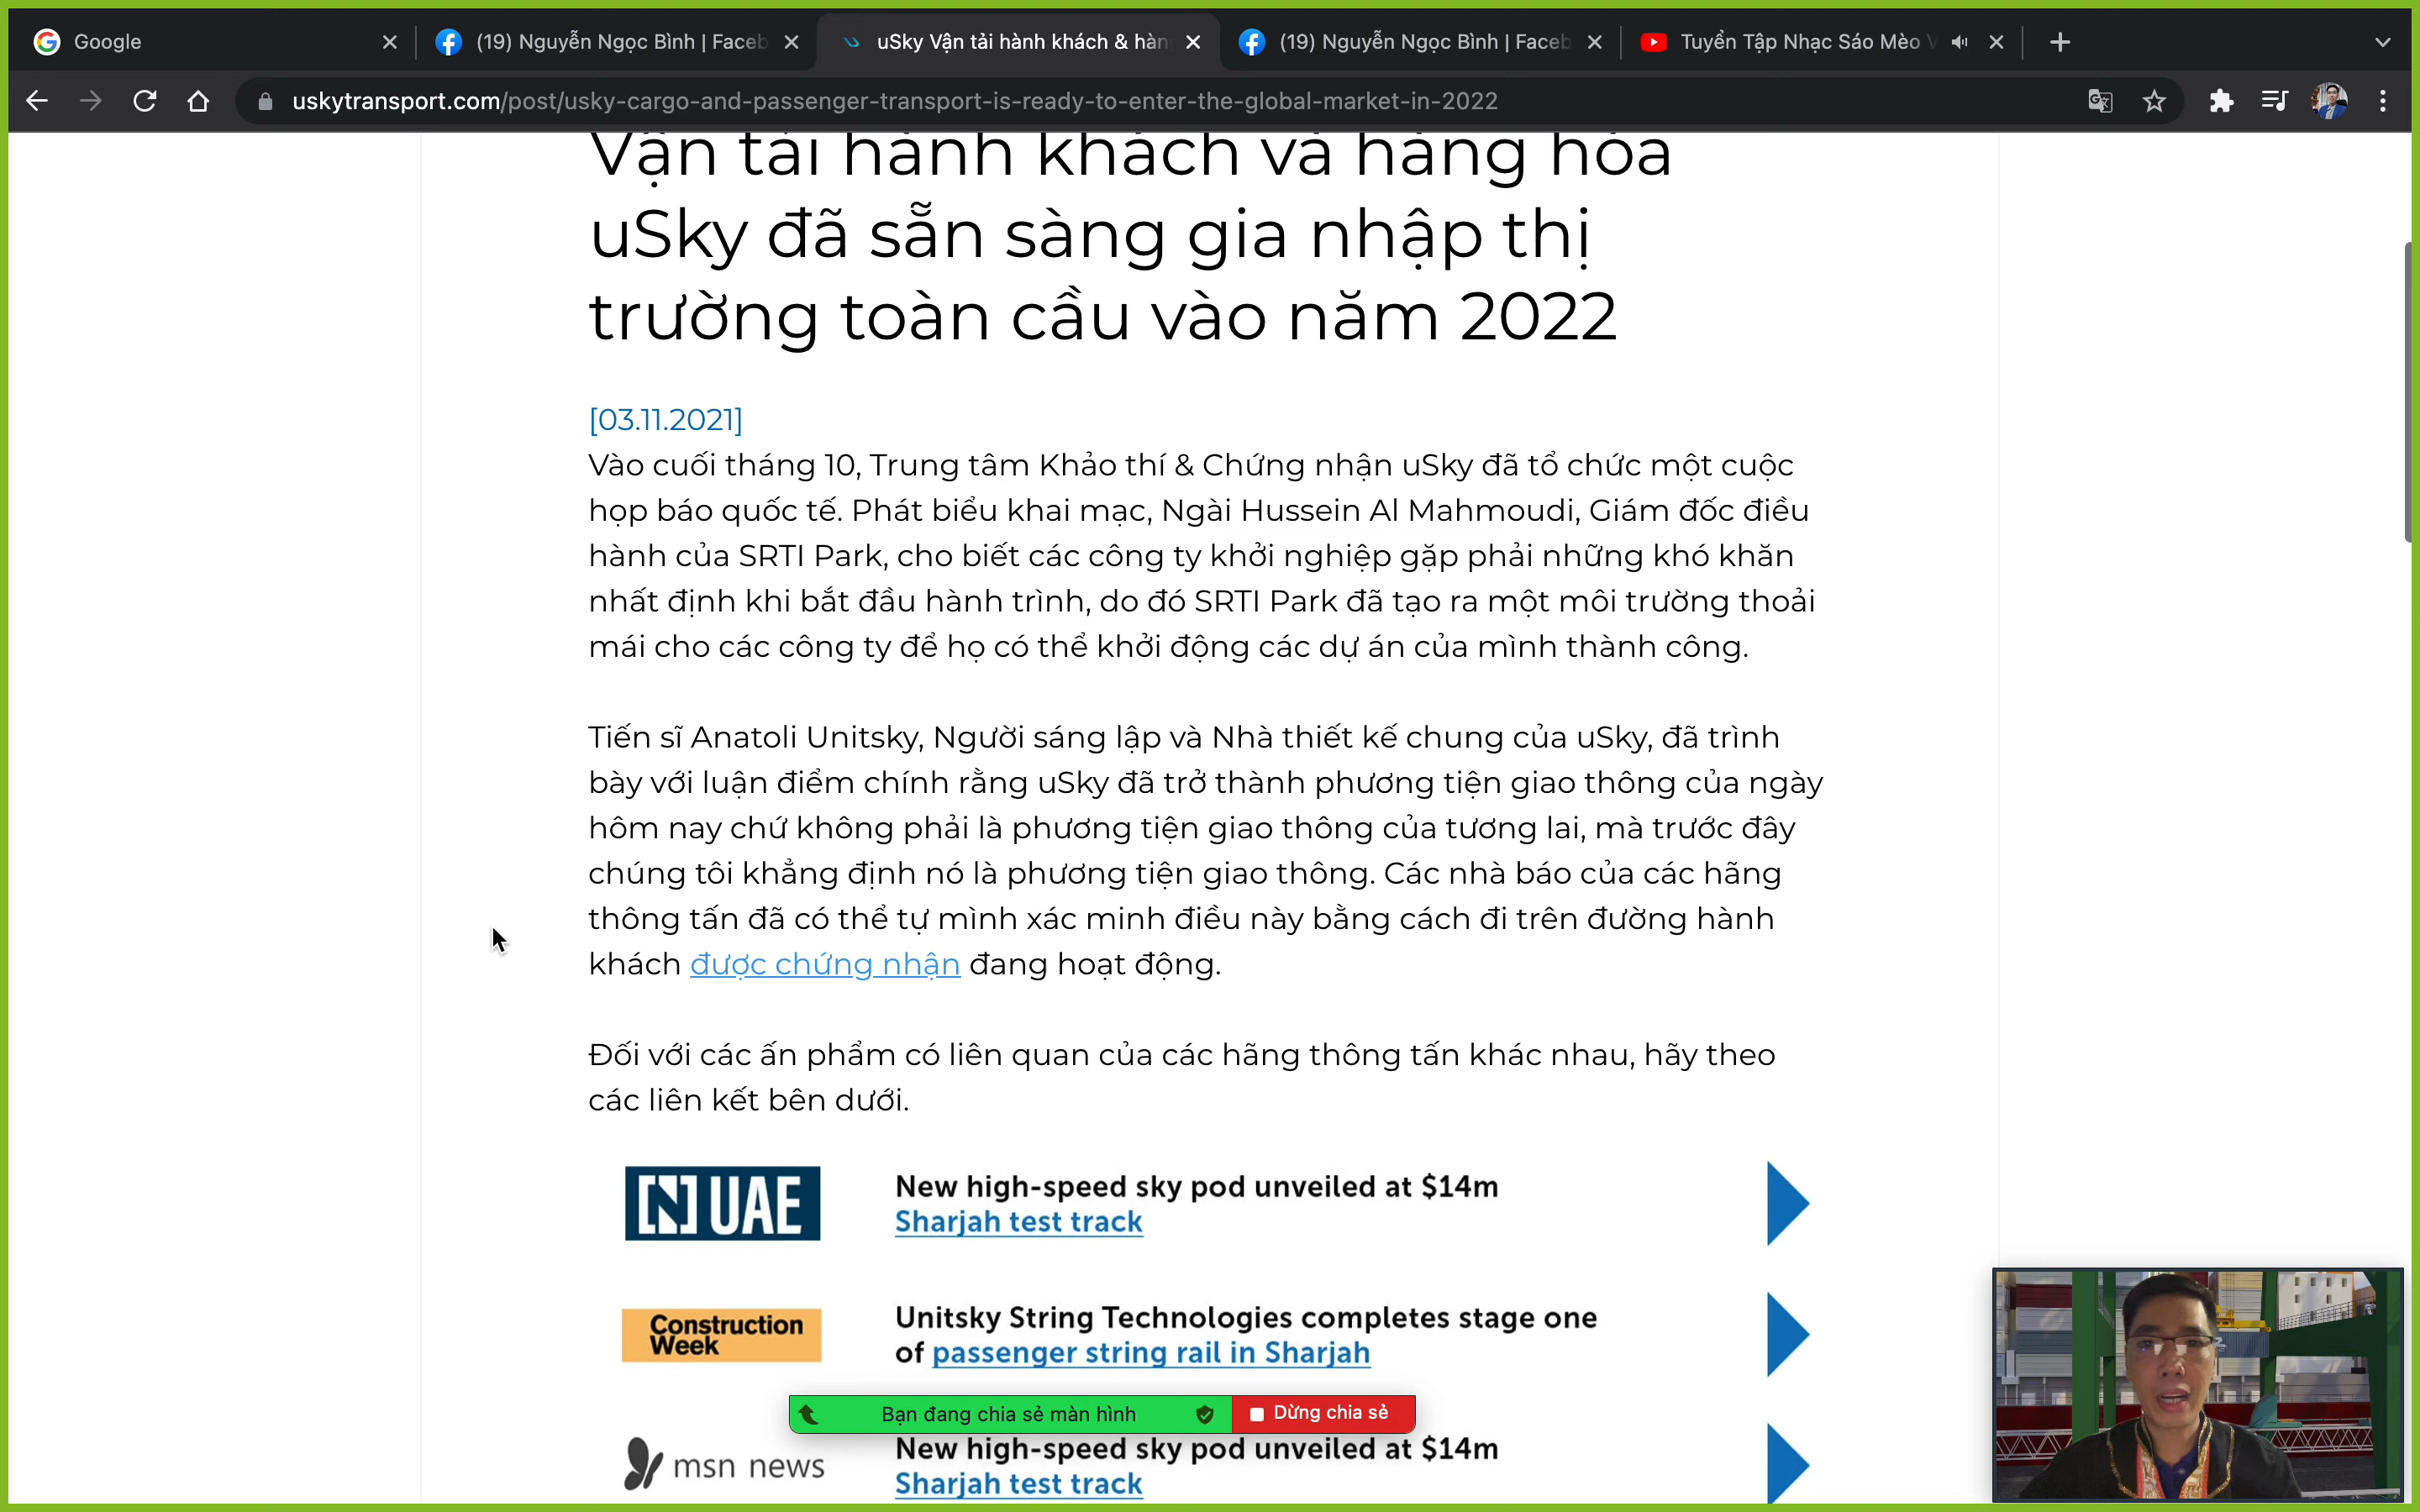 Google
(19) Nguyễn Ngọc Bình | Faceb
uSky Vận tải hành khách & hàn
(19) Nguyễn Ngọc Bình | Faceb
Tuyển Tập Nhạc Sáo Mèo V
uskytransport.com/post/usky-cargo-and-passenger-transport-is-ready-to-enter-the-global-market-in-2022
Vận tải hành khách và hàng hóa
uSky đã sẵn sàng gia nhập thị
trường toàn cầu vào năm 2022
[03.11.2021]
Vào cuối tháng 10, Trung tâm Khảo thí & Chứng nhận uSky đã tổ chức một cuộc
họp báo quốc tế. Phát biểu khai mạc, Ngài Hussein Al Mahmoudi, Giám đốc điều
hành của SRTI Park, cho biết các công ty khởi nghiệp gặp phải những khó khăn
nhất định khi bắt đầu hành trình, do đó SRTI Park đã tạo ra một môi trường thoải
mái cho các công ty để họ có thể khởi động các dự án của mình thành công.
Tiến sĩ Anatoli Unitsky, Người sáng lập và Nhà thiết kế chung của uSky, đã trình
bày với luận điểm chính rằng uSky đã trở thành phương tiện giao thông của ngày
hôm nay chứ không phải là phương tiện giao thông của tương lai, mà trước đây
chúng tôi khẳng định nó là phương tiện giao thông. Các nhà báo của các hãng
thông tấn đã có thể tự mình xác minh điều này bằng cách đi trên đường hành
khách được chứng nhận đang hoạt động.
Đối với các ấn phẩm có liên quan của các hãng thông tấn khác nhau, hãy theo
các liên kết bên dưới.
[N] UAE
New high-speed sky pod unveiled at $14m
Sharjah test track
Construction
Week
Unitsky String Technologies completes stage one
of passenger string rail in Sharjah
Bạn đang chia sẻ màn hình
Dừng chia sẻ
msn news
New high-speed sky pod unveiled at $14m
Sharjah test track